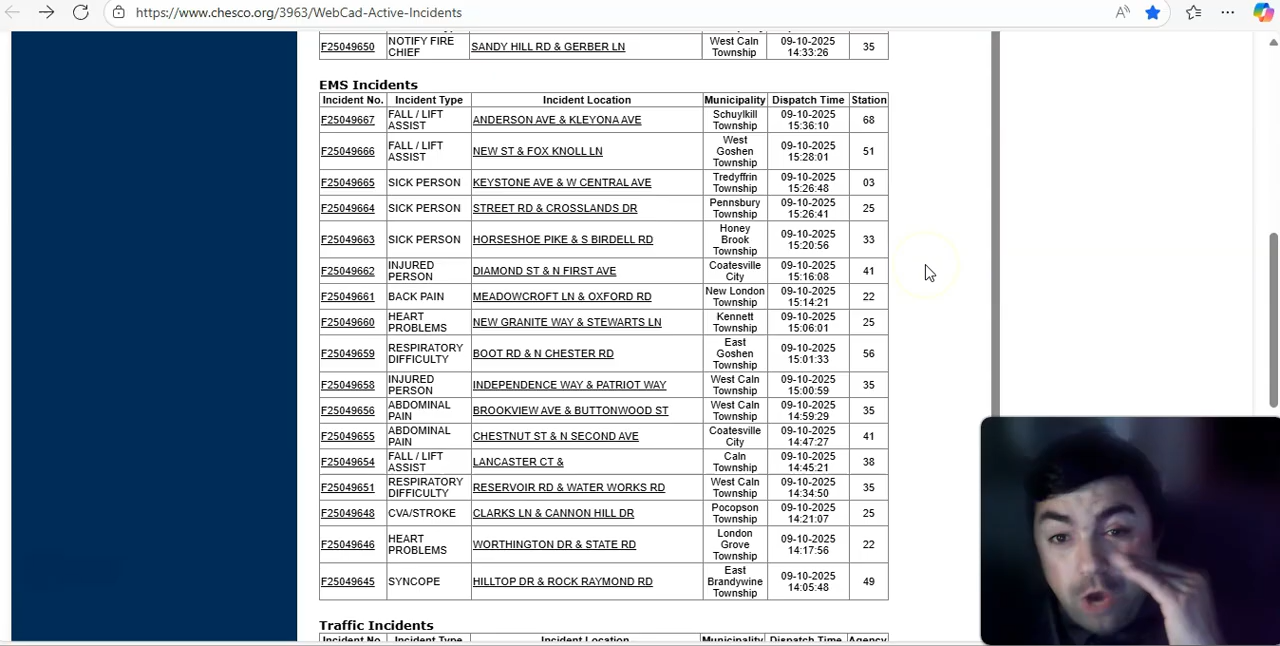 https://www.chesco.org/3963/WebCad-Active-Incidents
F25049650 NOTIFY FIRE CHIEF SANDY HILL RD & GERBER LN West Caln Township 09-10-2025 14:33:26 35
EMS Incidents
Incident No. Incident Type Incident Location Municipality Dispatch Time Station
F25049667 FALL / LIFT ASSIST ANDERSON AVE & KLEYONA AVE Schuylkill Township 09-10-2025 15:36:10 68
F25049666 FALL / LIFT ASSIST NEW ST & FOX KNOLL LN West Goshen Township 09-10-2025 15:28:01 51
F25049665 SICK PERSON KEYSTONE AVE & W CENTRAL AVE Tredyffrin Township 09-10-2025 15:26:48 03
F25049664 SICK PERSON STREET RD & CROSSLANDS DR Pennsbury Township 09-10-2025 15:26:41 25
F25049663 SICK PERSON HORSESHOE PIKE & S BIRDELL RD Honey Brook Township 09-10-2025 15:20:56 33
F25049662 INJURED PERSON DIAMOND ST & N FIRST AVE Coatesville City 09-10-2025 15:16:08 41
F25049661 BACK PAIN MEADOWCROFT LN & OXFORD RD New London Township 09-10-2025 15:14:21 22
F25049660 HEART PROBLEMS NEW GRANITE WAY & STEWARTS LN Kennett Township 09-10-2025 15:06:01 25
F25049659 RESPIRATORY DIFFICULTY BOOT RD & N CHESTER RD East Goshen Township 09-10-2025 15:01:33 56
F25049658 INJURED PERSON INDEPENDENCE WAY & PATRIOT WAY West Caln Township 09-10-2025 15:00:59 35
F25049656 ABDOMINAL PAIN BROOKVIEW AVE & BUTTONWOOD ST West Caln Township 09-10-2025 14:59:29 35
F25049655 ABDOMINAL PAIN CHESTNUT ST & N SECOND AVE Coatesville City 09-10-2025 14:47:27 41
F25049654 FALL / LIFT ASSIST LANCASTER CT & Caln Township 09-10-2025 14:45:21 38
F25049651 RESPIRATORY DIFFICULTY RESERVOIR RD & WATER WORKS RD West Caln Township 09-10-2025 14:34:50 35
F25049648 CVA/STROKE CLARKS LN & CANNON HILL DR Pocopson Township 09-10-2025 14:21:07 25
F25049646 HEART PROBLEMS WORTHINGTON DR & STATE RD London Grove Township 09-10-2025 14:17:56 22
F25049645 SYNCOPE HILLTOP DR & ROCK RAYMOND RD East Brandywine Township 09-10-2025 14:05:48 49
Traffic Incidents
Incident No. Incident Type Incident Location Municipality Dispatch Time Agency